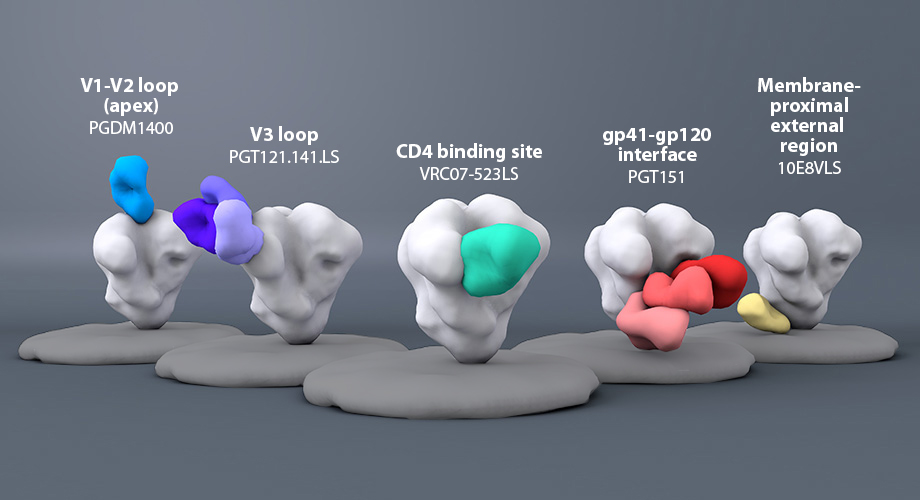 V1-V2 loop
(apex)
PGDM1400
V3 loop
PGT121.141.LS
CD4 binding site
VRC07-523LS
gp41-gp120
interface
PGT151
Membrane-
proximal
external
region
10E8VLS